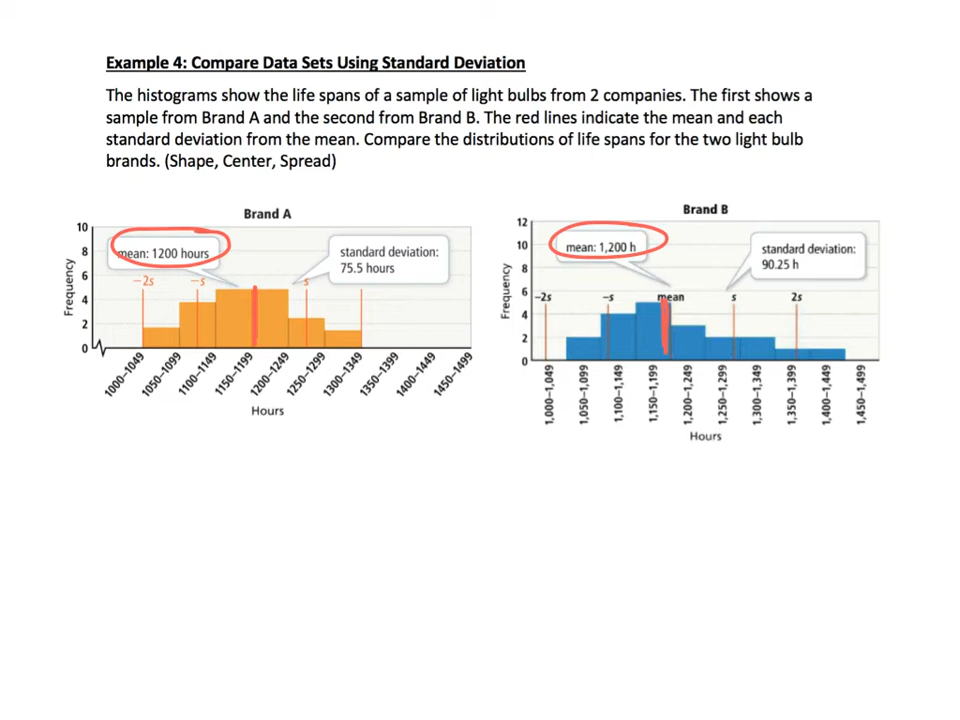 Example 4: Compare Data Sets Using Standard Deviation
The histograms show the life spans of a sample of light bulbs from 2 companies. The first shows a
sample from Brand A and the second from Brand B. The red lines indicate the mean and each
standard deviation from the mean. Compare the distributions of life spans for the two light bulb
brands. (Shape, Center, Spread)
Brand A
10
8
6
4
2
0
Frequency
mean: 1200 hours
standard deviation:
75.5 hours
−2s
−s
s
1000–1049
1050–1099
1100–1149
1150–1199
1200–1249
1250–1299
1300–1349
1350–1399
1400–1449
1450–1499
Hours
Brand B
12
10
8
6
4
2
0
Frequency
mean: 1,200 h
standard deviation:
90.25 h
−2s
−s
mean
s
2s
1,000–1,049
1,050–1,099
1,100–1,149
1,150–1,199
1,200–1,249
1,250–1,299
1,300–1,349
1,350–1,399
1,400–1,449
1,450–1,499
Hours